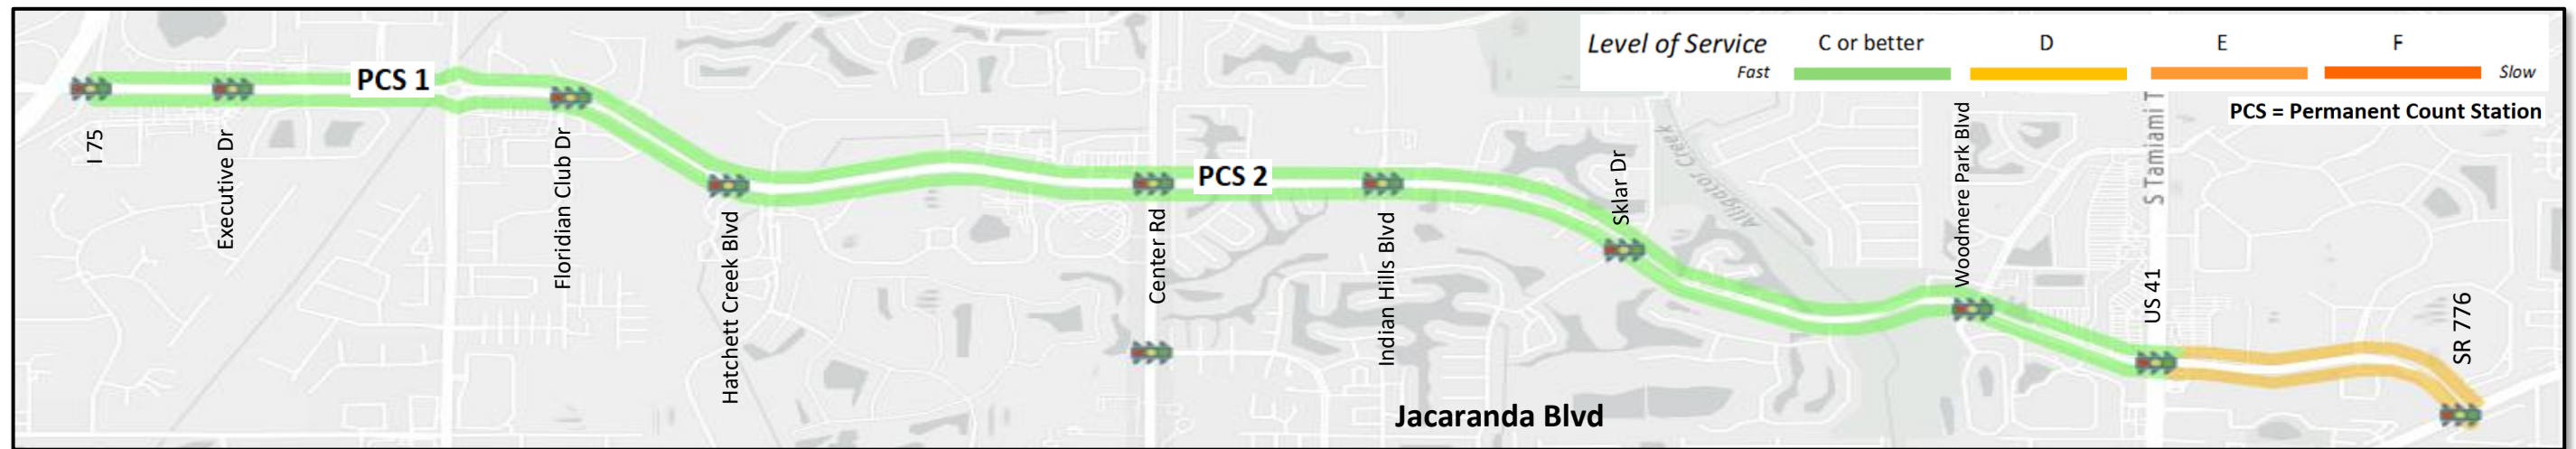 Level of Service
C or better
D
E
F
Fast
Slow
PCS = Permanent Count Station
PCS 1
PCS 2
I 75
Executive Dr
Floridian Club Dr
Hatchett Creek Blvd
Center Rd
Indian Hills Blvd
Sklar Dr
Alligator Creek
Woodmere Park Blvd
S Tamiami T
US 41
SR 776
Jacaranda Blvd